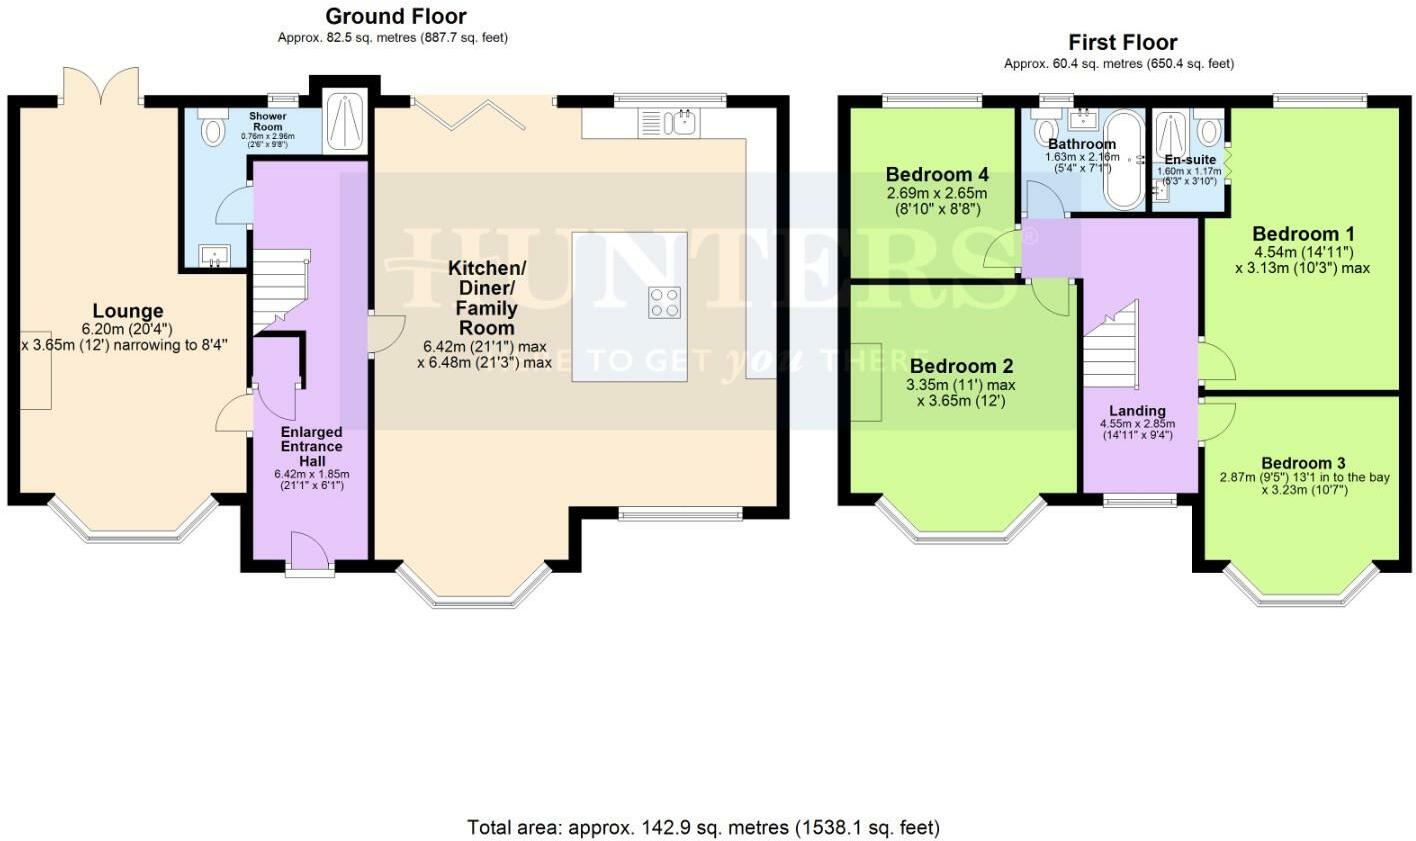 Ground Floor
Approx. 82.5 sq. metres (887.7 sq. feet)
Shower
Room
0.76m x 2.96m
(2'6" x 9'8")
Lounge
6.20m (20'4")
x 3.65m (12') narrowing to 8'4"
Enlarged
Entrance
Hall
6.42m x 1.85m
(21'1" x 6'1")
Kitchen/
Diner/
Family
Room
6.42m (21'1") max
x 6.48m (21'3") max
First Floor
Approx. 60.4 sq. metres (650.4 sq. feet)
Bedroom 4
2.69m x 2.65m
(8'10" x 8'8")
Bathroom
1.63m x 2.16m
(5'4" x 7'1")
En-suite
1.60m x 1.17m
(5'3" x 3'10")
Bedroom 1
4.54m (14'11")
x 3.13m (10'3") max
Bedroom 2
3.35m (11') max
x 3.65m (12')
Landing
4.55m x 2.85m
(14'11" x 9'4")
Bedroom 3
2.87m (9'5") 13'1 in to the bay
x 3.23m (10'7")
HUNTERS®
TO GET you THERE
Total area: approx. 142.9 sq. metres (1538.1 sq. feet)